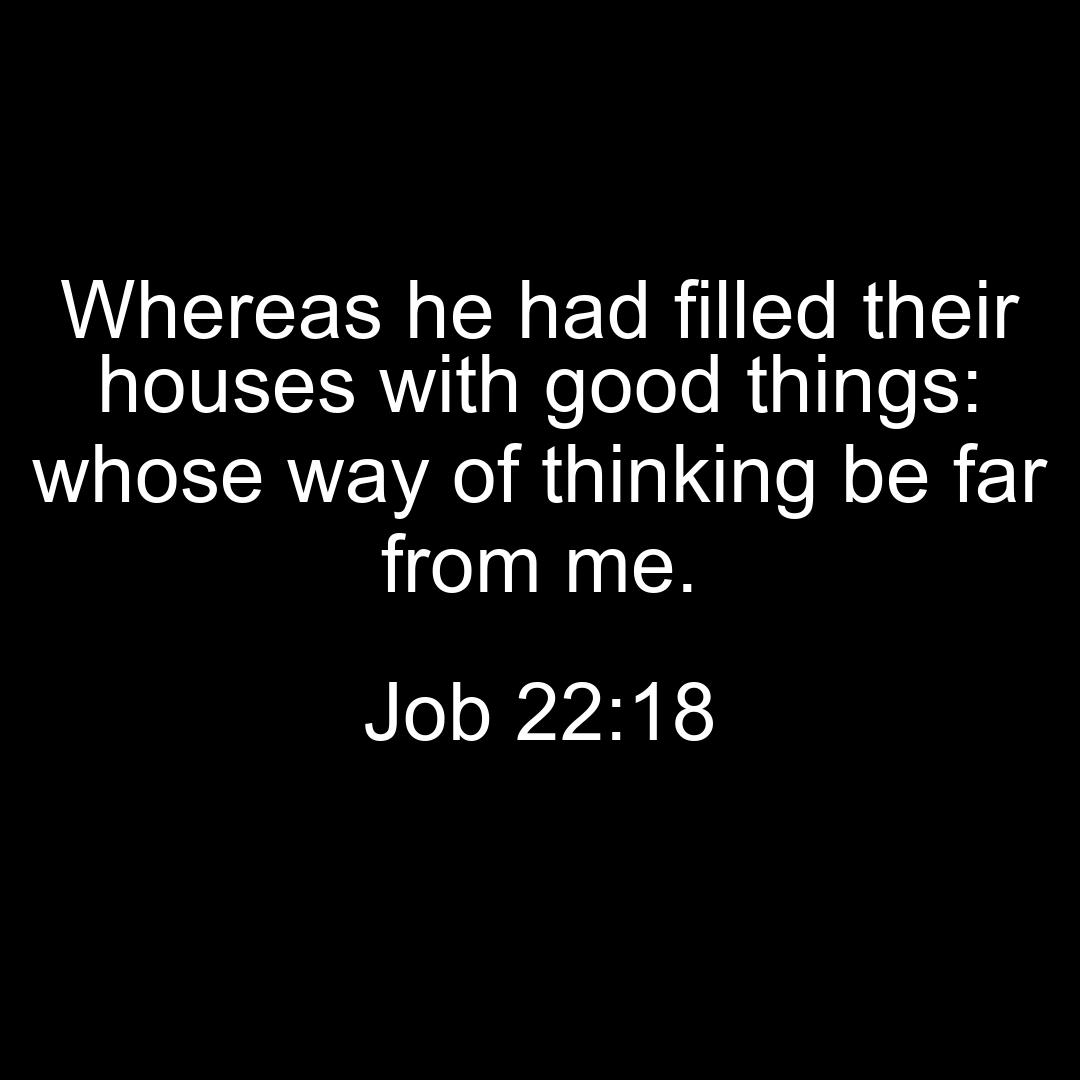 Whereas he had filled their
houses with good things:
whose way of thinking be far
from me.
Job 22:18